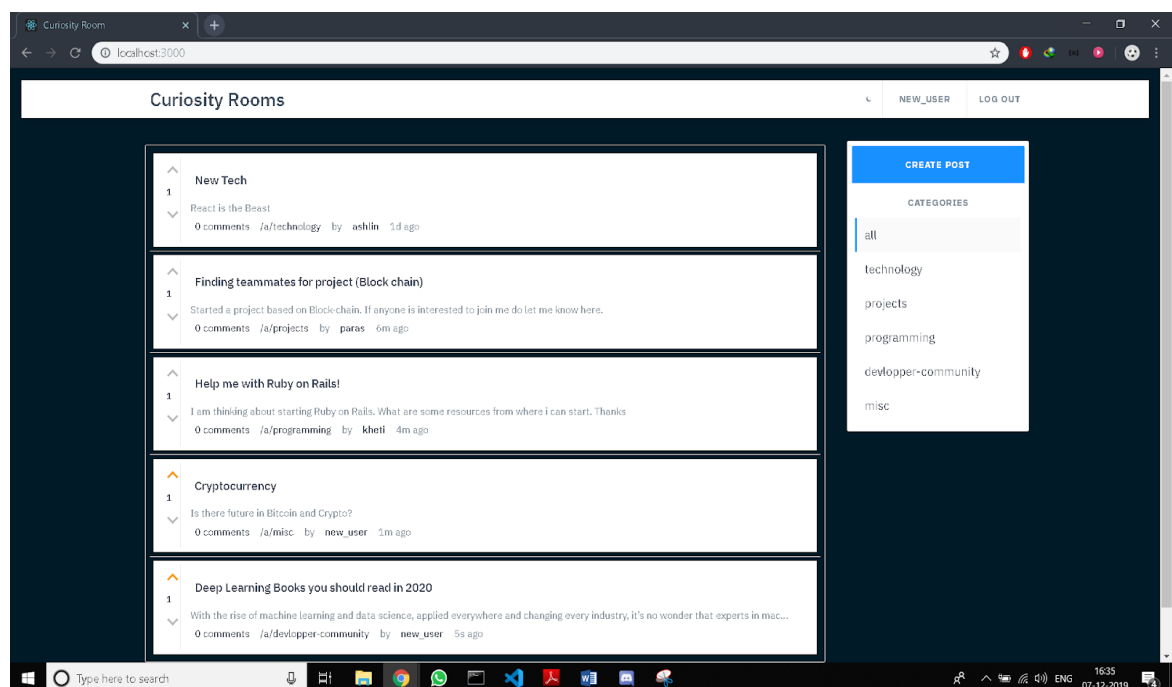 Curiosity Room
localhost:3000
Curiosity Rooms
NEW_USER LOG OUT
1
New Tech
React is the Beast
0 comments /a/technology by ashlin 1d ago
1
Finding teammates for project (Block chain)
Started a project based on Block-chain. If anyone is interested to join me do let me know here.
0 comments /a/projects by paras 6m ago
1
Help me with Ruby on Rails!
I am thinking about starting Ruby on Rails. What are some resources from where i can start. Thanks
0 comments /a/programming by kheti 4m ago
1
Cryptocurrency
Is there future in Bitcoin and Crypto?
0 comments /a/misc by new_user 1m ago
1
Deep Learning Books you should read in 2020
With the rise of machine learning and data science, applied everywhere and changing every industry, it's no wonder that experts in mac...
0 comments /a/devlopper-community by new_user 5s ago
CREATE POST
CATEGORIES
all
technology
projects
programming
devlopper-community
misc
Type here to search
ENG
16:35
07-12-2019
4